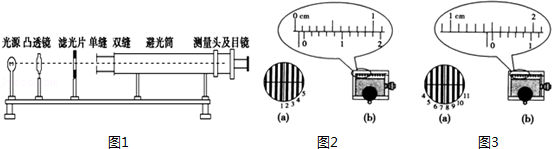 光源 凸透镜 滤光片 单缝 双缝 避光筒 测量头及目镜
图1
0 cm 1
0 1 2
1 2 3 4 5
(a) (b)
图2
1 cm 2
0 1
4 5 6 7 8 9 10 11
(a) (b)
图3